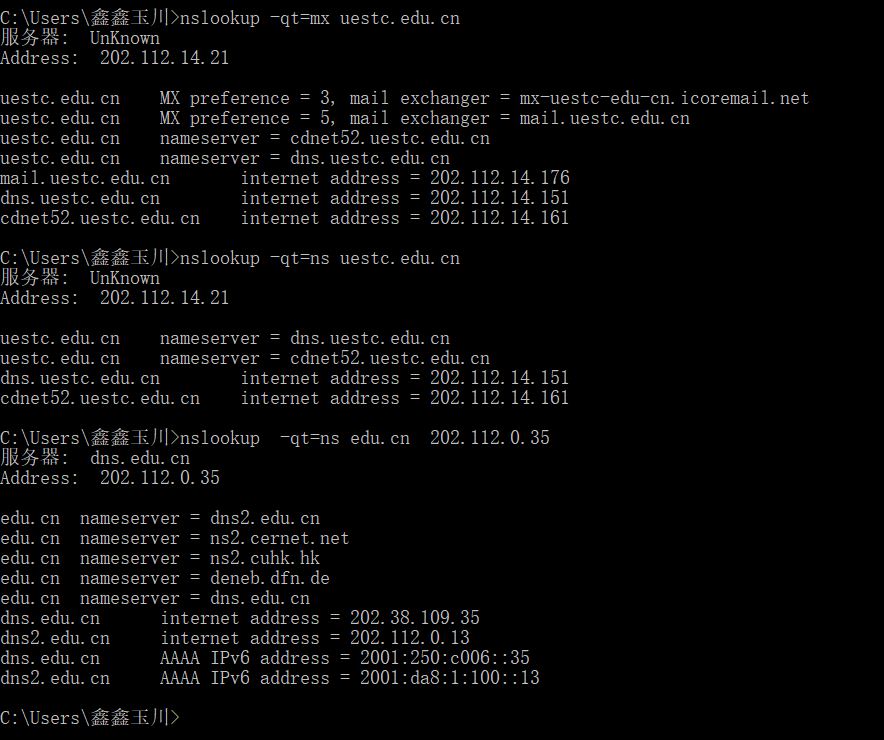 C:\Users\鑫鑫玉川>nslookup -qt=mx uestc.edu.cn
服务器:  UnKnown
Address:  202.112.14.21
uestc.edu.cn    MX preference = 3, mail exchanger = mx-uestc-edu-cn.icoremail.net
uestc.edu.cn    MX preference = 5, mail exchanger = mail.uestc.edu.cn
uestc.edu.cn    nameserver = cdnet52.uestc.edu.cn
uestc.edu.cn    nameserver = dns.uestc.edu.cn
mail.uestc.edu.cn       internet address = 202.112.14.176
dns.uestc.edu.cn        internet address = 202.112.14.151
cdnet52.uestc.edu.cn    internet address = 202.112.14.161
C:\Users\鑫鑫玉川>nslookup -qt=ns uestc.edu.cn
服务器:  UnKnown
Address:  202.112.14.21
uestc.edu.cn    nameserver = dns.uestc.edu.cn
uestc.edu.cn    nameserver = cdnet52.uestc.edu.cn
dns.uestc.edu.cn        internet address = 202.112.14.151
cdnet52.uestc.edu.cn    internet address = 202.112.14.161
C:\Users\鑫鑫玉川>nslookup  -qt=ns edu.cn  202.112.0.35
服务器:  dns.edu.cn
Address:  202.112.0.35
edu.cn  nameserver = dns2.edu.cn
edu.cn  nameserver = ns2.cernet.net
edu.cn  nameserver = ns2.cuhk.hk
edu.cn  nameserver = deneb.dfn.de
edu.cn  nameserver = dns.edu.cn
dns.edu.cn      internet address = 202.38.109.35
dns2.edu.cn     internet address = 202.112.0.13
dns.edu.cn      AAAA IPv6 address = 2001:250:c006::35
dns2.edu.cn     AAAA IPv6 address = 2001:da8:1:100::13
C:\Users\鑫鑫玉川>